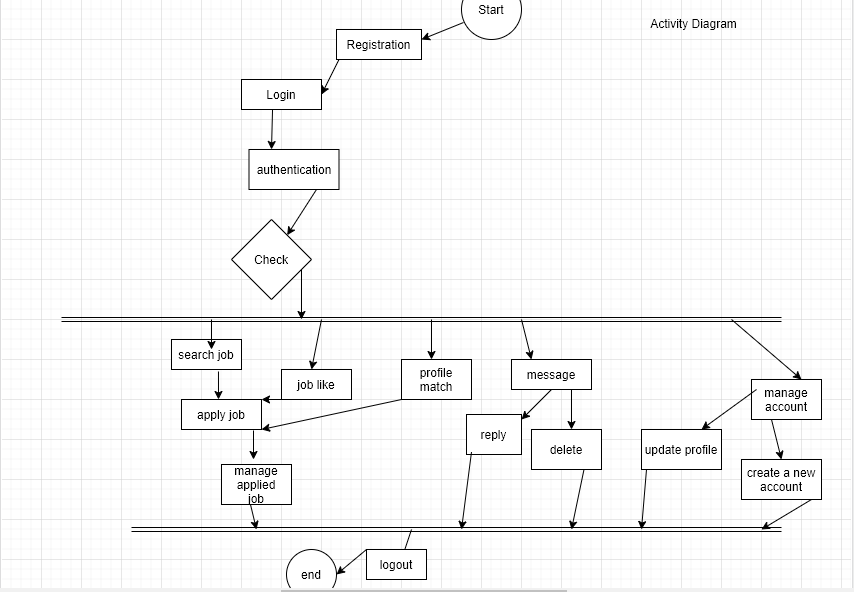 Start
Activity Diagram
Registration
Login
authentication
Check
search job
job like
profile
match
message
manage
account
apply job
reply
delete
update profile
manage
applied
job
create a new
account
logout
end